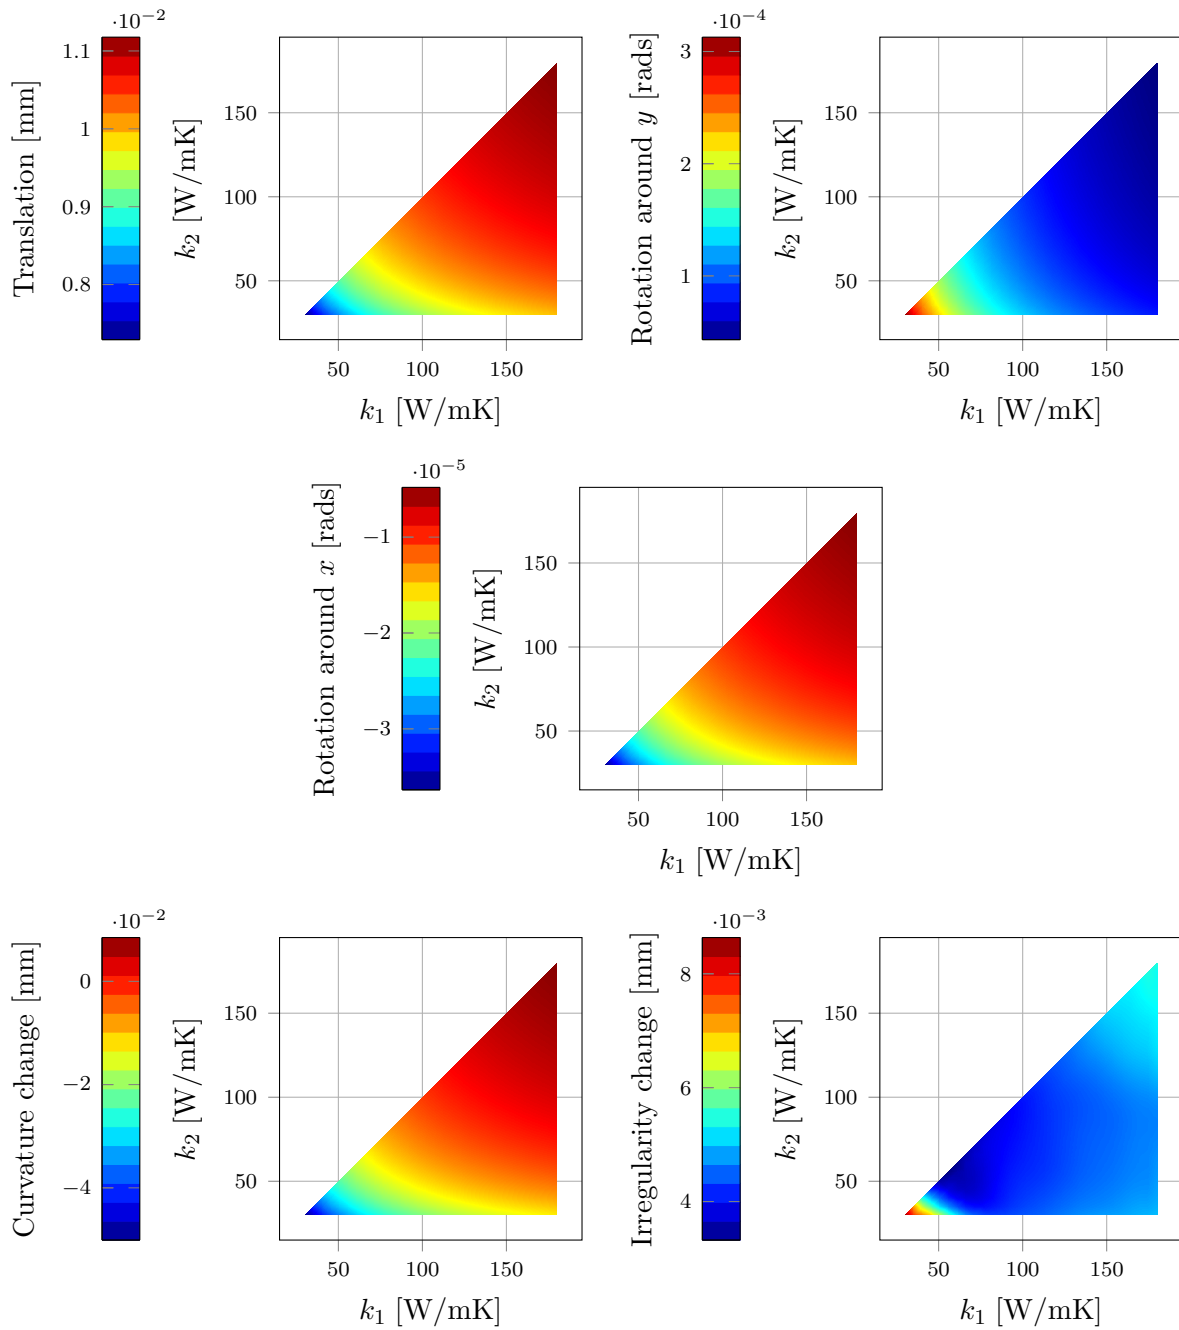 ·10⁻²
1.1
1
0.9
0.8
Translation [mm]
150
100
50
k₂ [W/mK]
50 100 150
k₁ [W/mK]
·10⁻⁴
3
2
1
Rotation around y [rads]
150
100
50
k₂ [W/mK]
50 100 150
k₁ [W/mK]
·10⁻⁵
−1
−2
−3
Rotation around x [rads]
150
100
50
k₂ [W/mK]
50 100 150
k₁ [W/mK]
·10⁻²
0
−2
−4
Curvature change [mm]
150
100
50
k₂ [W/mK]
50 100 150
k₁ [W/mK]
·10⁻³
8
6
4
Irregularity change [mm]
150
100
50
k₂ [W/mK]
50 100 150
k₁ [W/mK]